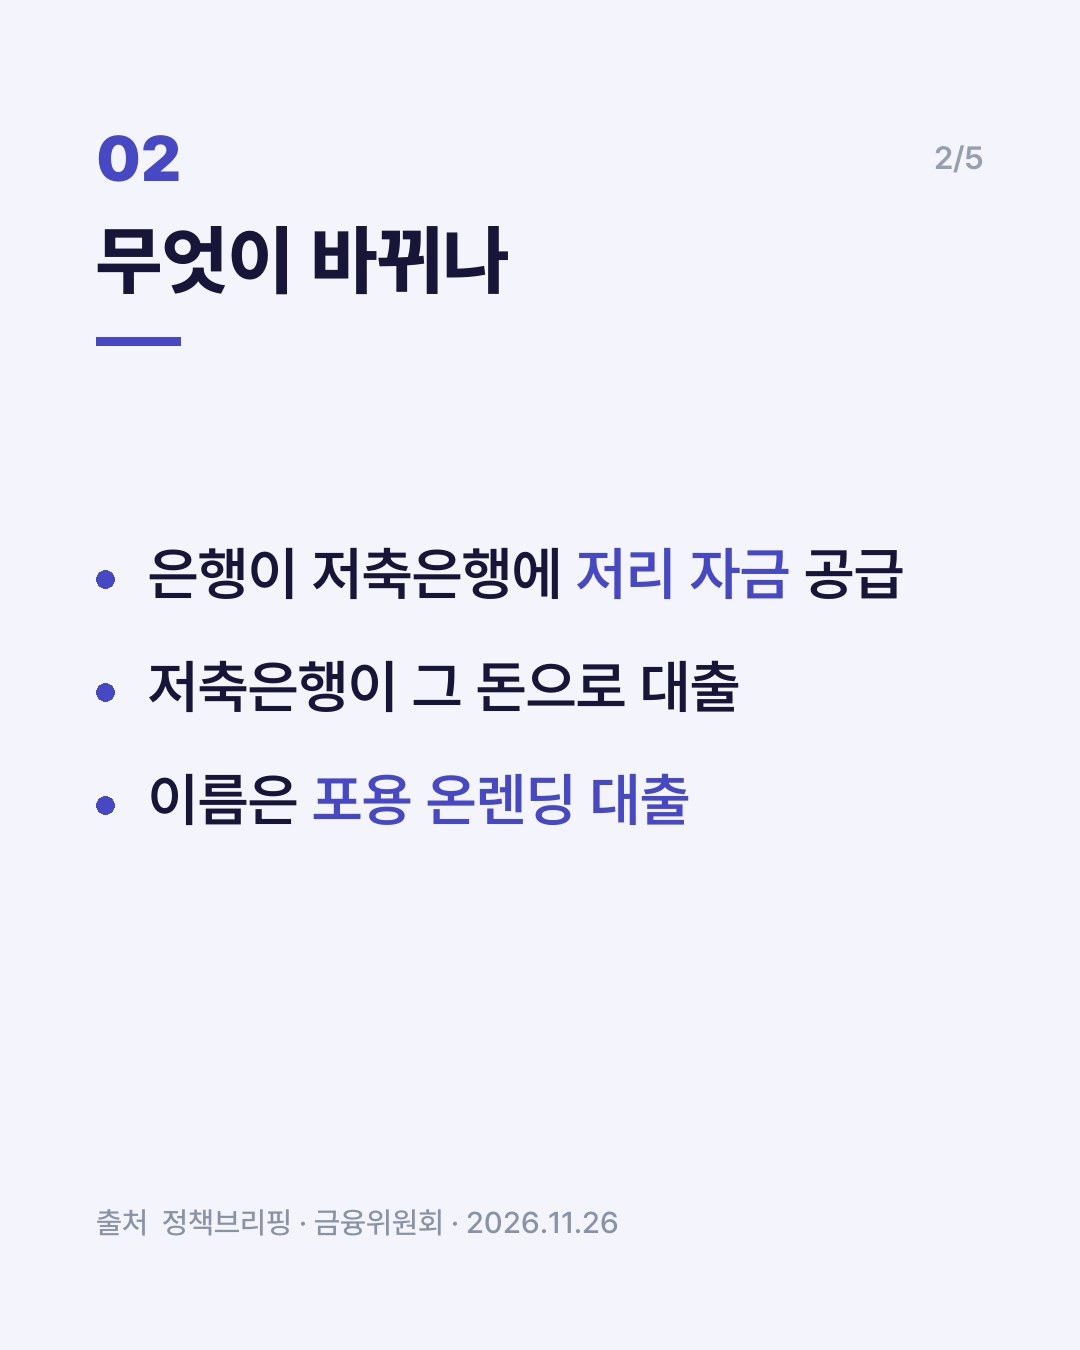 02
2/5
무엇이 바뀌나
은행이 저축은행에 저리 자금 공급
저축은행이 그 돈으로 대출
이름은 포용 온렌딩 대출
출처 정책브리핑 · 금융위원회 · 2026.11.26